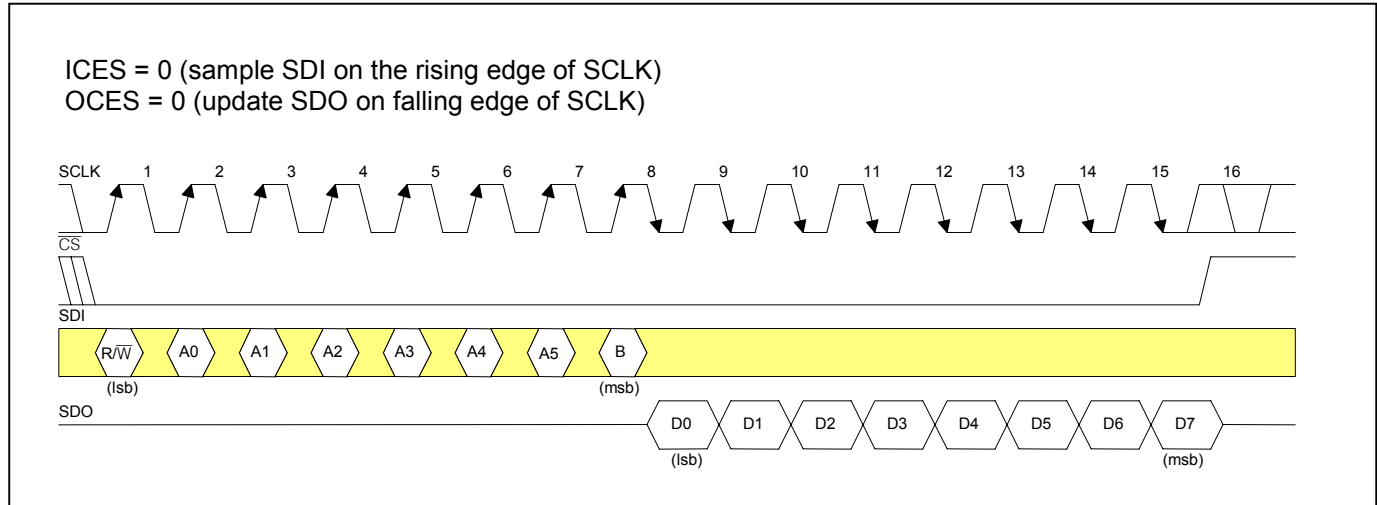 ICES = 0 (sample SDI on the rising edge of SCLK)
OCES = 0 (update SDO on falling edge of SCLK)
SCLK 1 2 3 4 5 6 7 8 9 10 11 12 13 14 15 16
C̅S̅
SDI
R/W̅ A0 A1 A2 A3 A4 A5 B
(lsb) (msb)
SDO
D0 D1 D2 D3 D4 D5 D6 D7
(lsb) (msb)